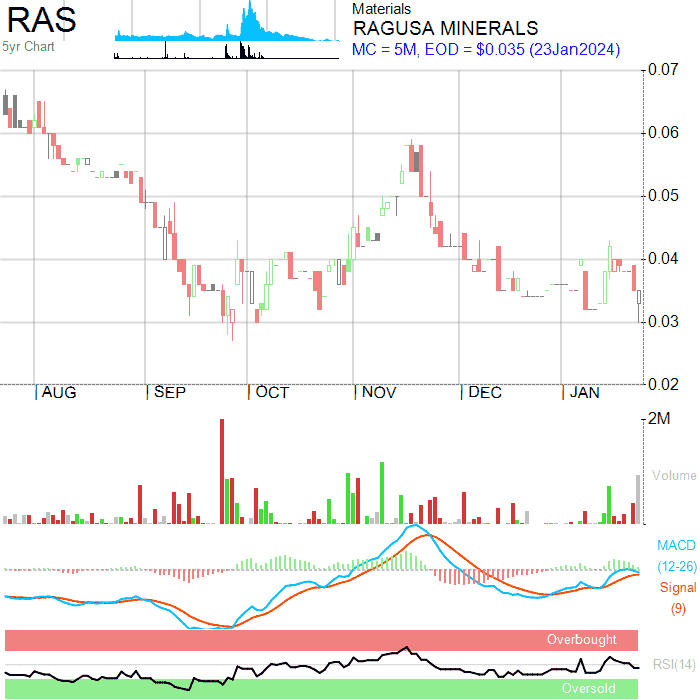 RAS
5yr Chart
Materials
RAGUSA MINERALS
MC = 5M, EOD = $0.035 (23Jan2024)
0.07
0.06
0.05
0.04
0.03
0.02
AUG SEP OCT NOV DEC JAN
2M
Volume
MACD
(12-26)
Signal
(9)
Overbought
RSI(14)
Oversold